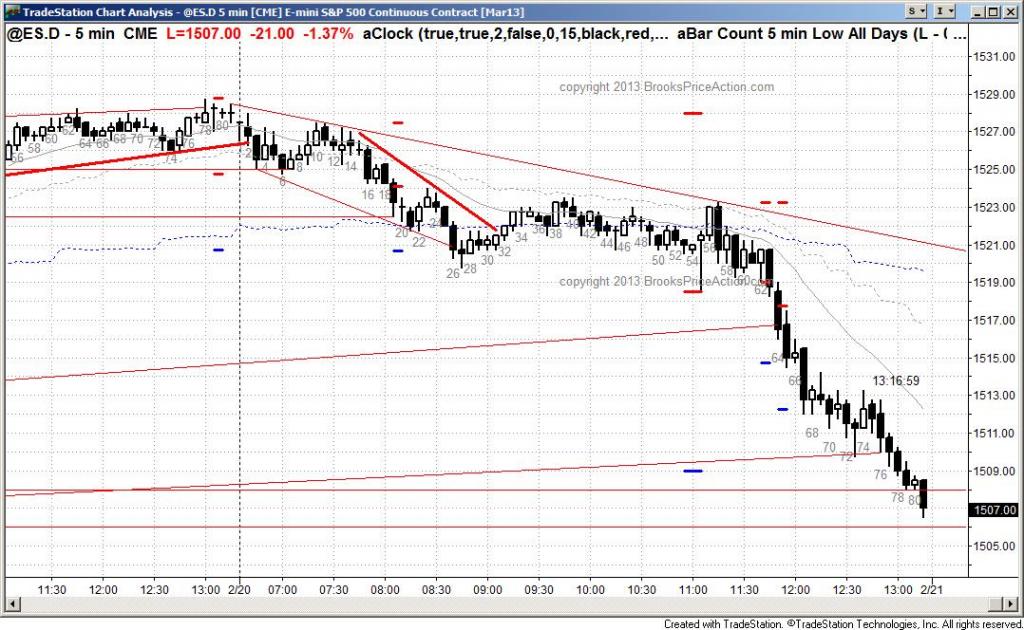 TradeStation Chart Analysis - @ES.D 5 min [CME] E-mini S&P 500 Continuous Contract [Mar13]
S I
@ES.D - 5 min CME L=1507.00 -21.00 -1.37% aClock (true,true,2,false,0,15,black,red,... aBar Count 5 min Low All Days (L - ( ...
1531.00
copyright 2013 BrooksPriceAction.com
1529.00
1527.00
1525.00
1523.00
1521.00
copyright 2013 BrooksPriceAction.com
1519.00
1517.00
1515.00
13:16:59
1513.00
1511.00
1509.00
1507.00
1505.00
56 58 60 62 64 66 68 70 72 74 76 78 80
2 4 6 8 10 12 14 16 18 20 22 24 26 28 30 32 34 36 38 40 42 44 46 48 50 52 54 56 58 60 62 64 66 68 70 72 74 76 78 80
11:30 12:00 12:30 13:00 2/20 07:00 07:30 08:00 08:30 09:00 09:30 10:00 10:30 11:00 11:30 12:00 12:30 13:00 2/21
Created with TradeStation. ©TradeStation Technologies, Inc. All rights reserved.